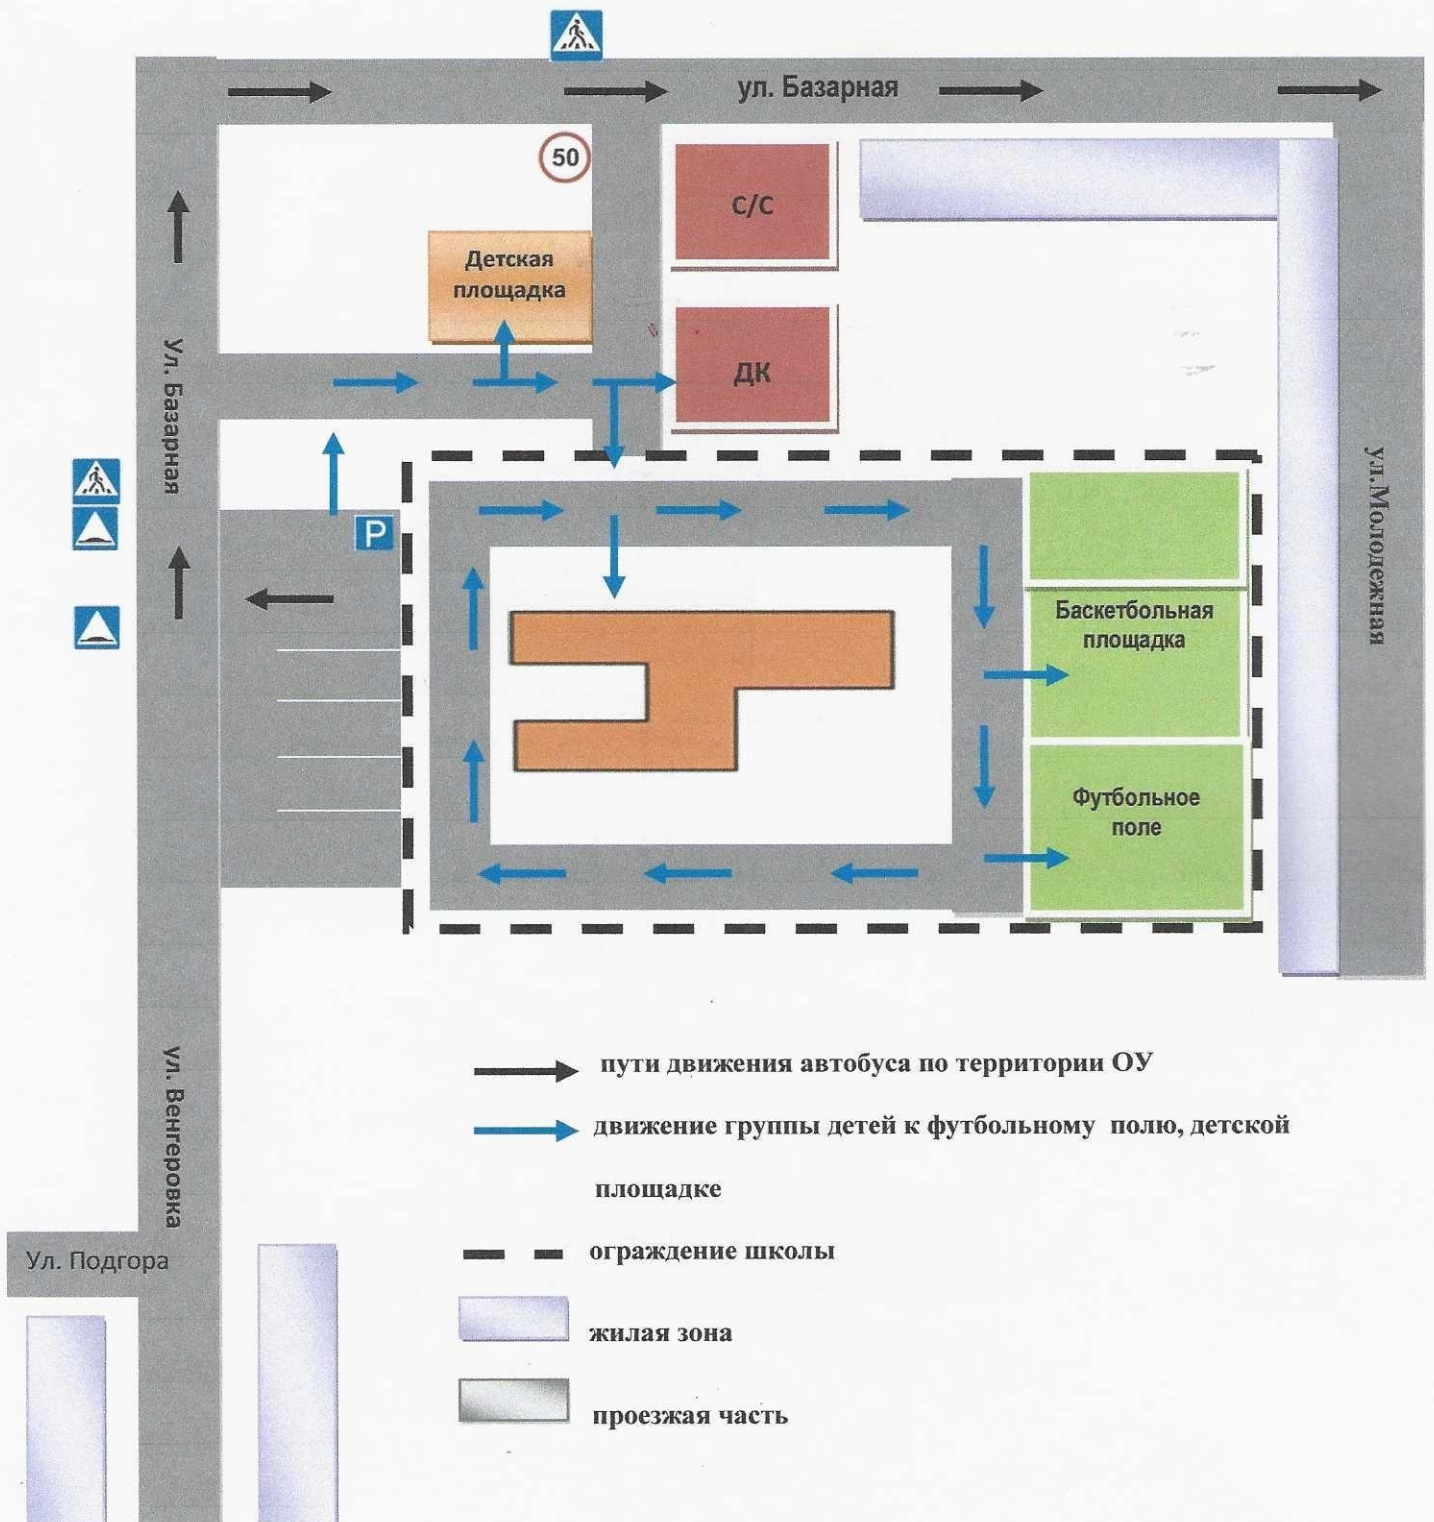 ул. Базарная
50
С/С
Детская
площадка
ДК
Ул. Базарная
ул.Молодежная
P
Баскетбольная
площадка
Футбольное
поле
ул. Венгеровка
Ул. Подгора
пути движения автобуса по территории ОУ
движение группы детей к футбольному полю, детской
площадке
ограждение школы
жилая зона
проезжая часть